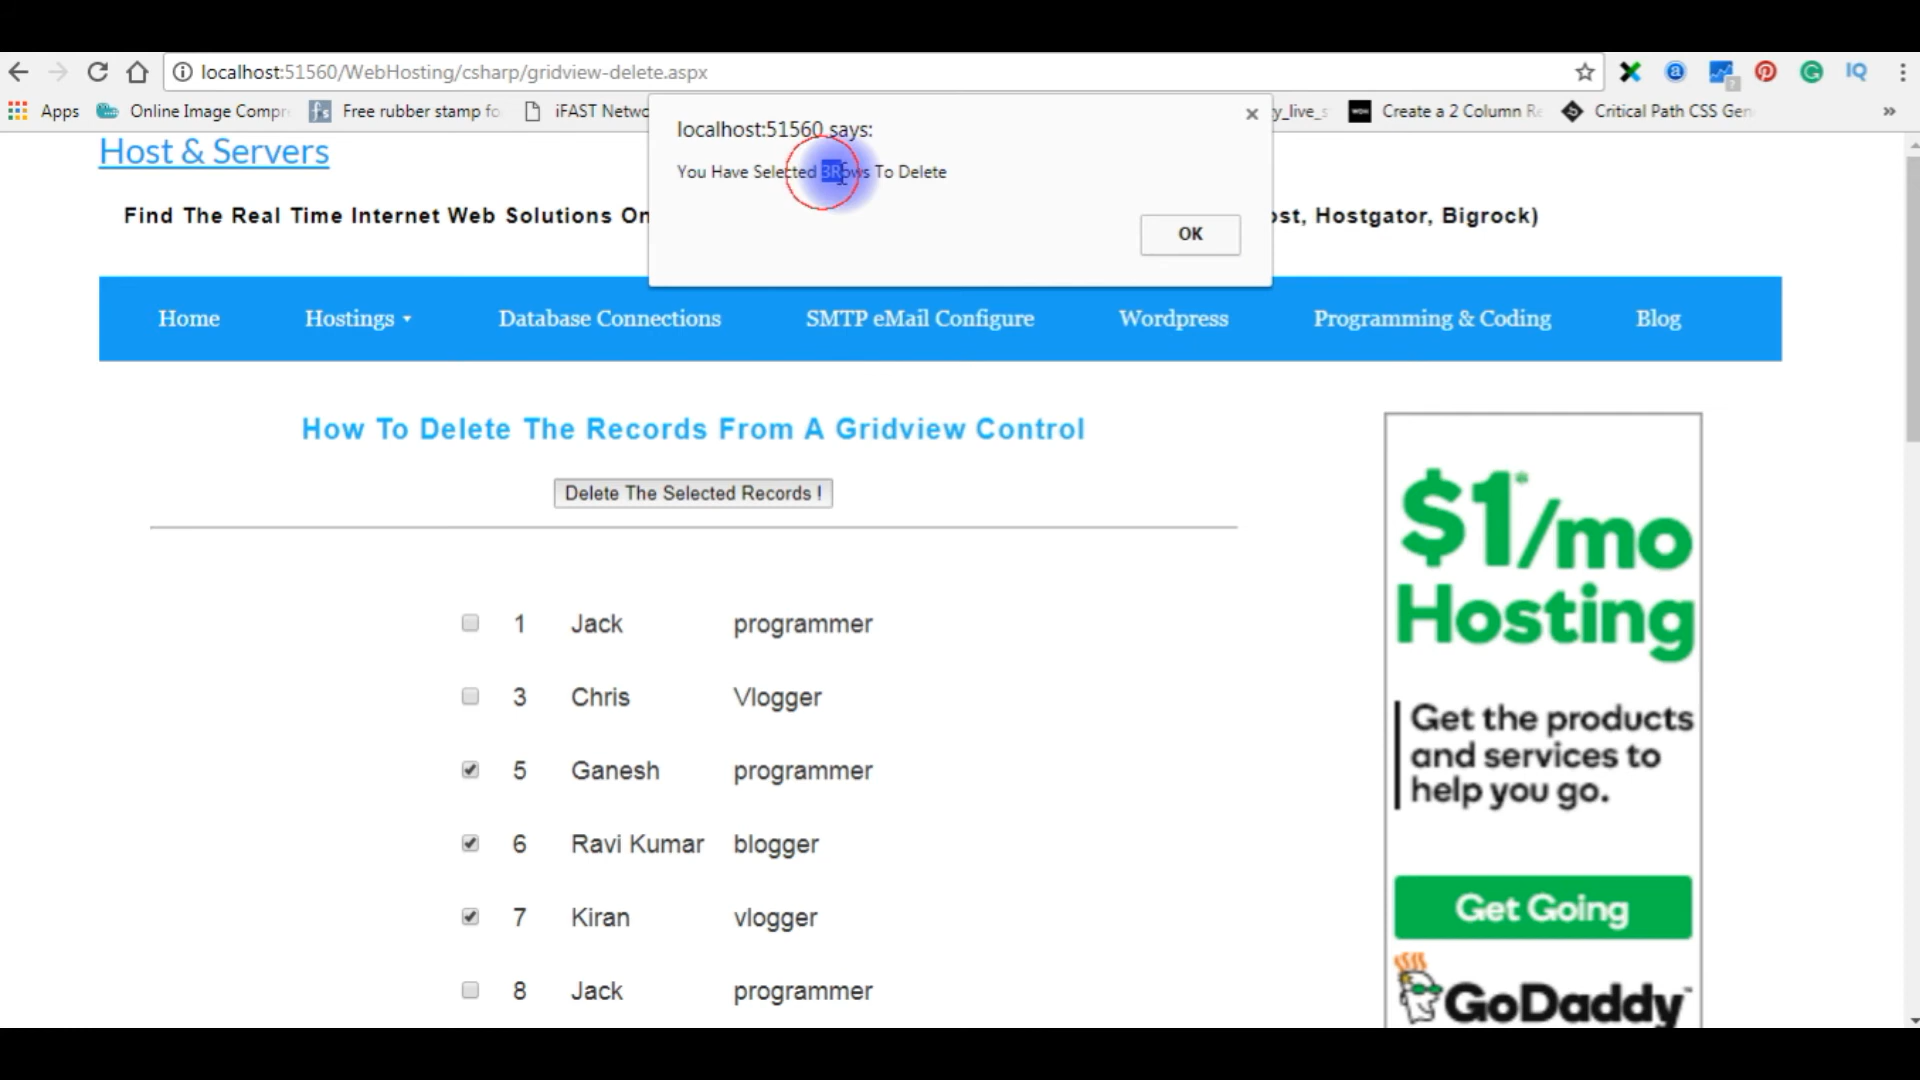 localhost:51560/WebHosting/csharp/gridview-delete.aspx
IQ
Apps Online Image Compr Free rubber stamp fo iFAST Netwo y_live_s Create a 2 Column Re Critical Path CSS Gen »
localhost:51560 says:
You Have Selected 3Rows To Delete
OK
Host & Servers
Find The Real Time Internet Web Solutions On ost, Hostgator, Bigrock)
Home Hostings Database Connections SMTP eMail Configure Wordpress Programming & Coding Blog
How To Delete The Records From A Gridview Control
Delete The Selected Records !
1 Jack programmer
3 Chris Vlogger
5 Ganesh programmer
6 Ravi Kumar blogger
7 Kiran vlogger
8 Jack programmer
$1*/mo
Hosting
Get the products
and services to
help you go.
Get Going
GoDaddy™